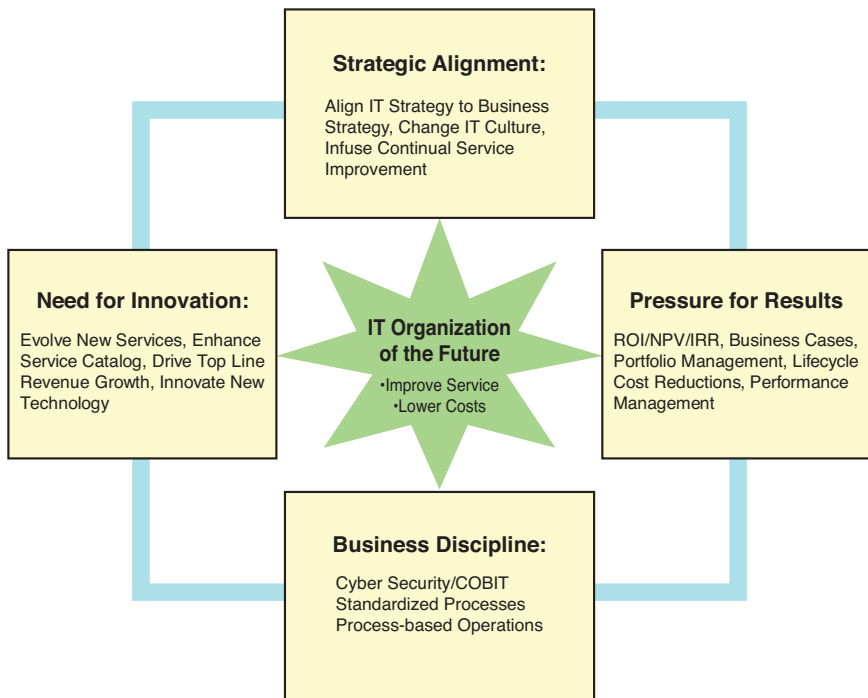 Strategic Alignment:
Align IT Strategy to Business
Strategy, Change IT Culture,
Infuse Continual Service
Improvement
Need for Innovation:
Evolve New Services, Enhance
Service Catalog, Drive Top Line
Revenue Growth, Innovate New
Technology
IT Organization
of the Future
•Improve Service
•Lower Costs
Pressure for Results
ROI/NPV/IRR, Business Cases,
Portfolio Management, Lifecycle
Cost Reductions, Performance
Management
Business Discipline:
Cyber Security/COBIT
Standardized Processes
Process-based Operations